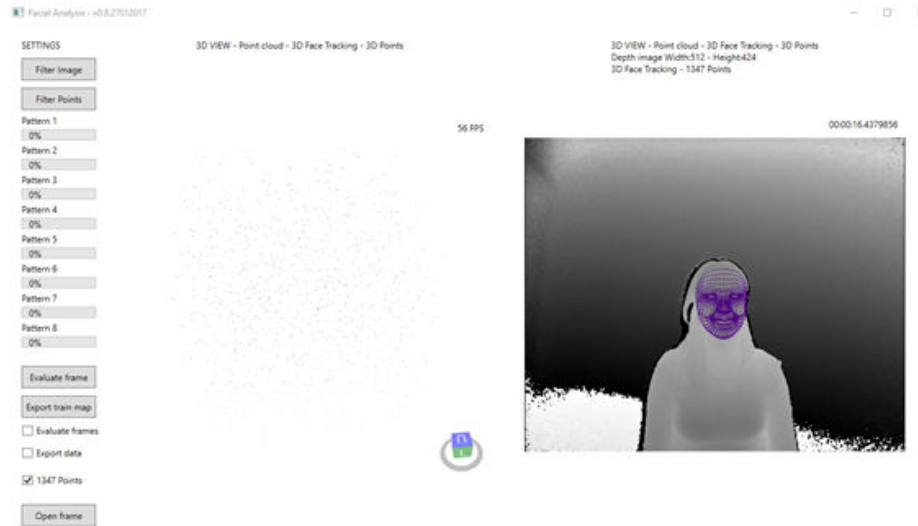 Facial Analysis - v0.8.27012017
SETTINGS
Filter Image
Filter Points
Pattern 1
0%
Pattern 2
0%
Pattern 3
0%
Pattern 4
0%
Pattern 5
0%
Pattern 6
0%
Pattern 7
0%
Pattern 8
0%
Evaluate frame
Export train map
Evaluate frames
Export data
1347 Points
Open frame
3D VIEW - Point cloud - 3D Face Tracking - 3D Points
56 FPS
3D VIEW - Point cloud - 3D Face Tracking - 3D Points
Depth image Width:512 - Height:424
3D Face Tracking - 1347 Points
00:00:16.4379856